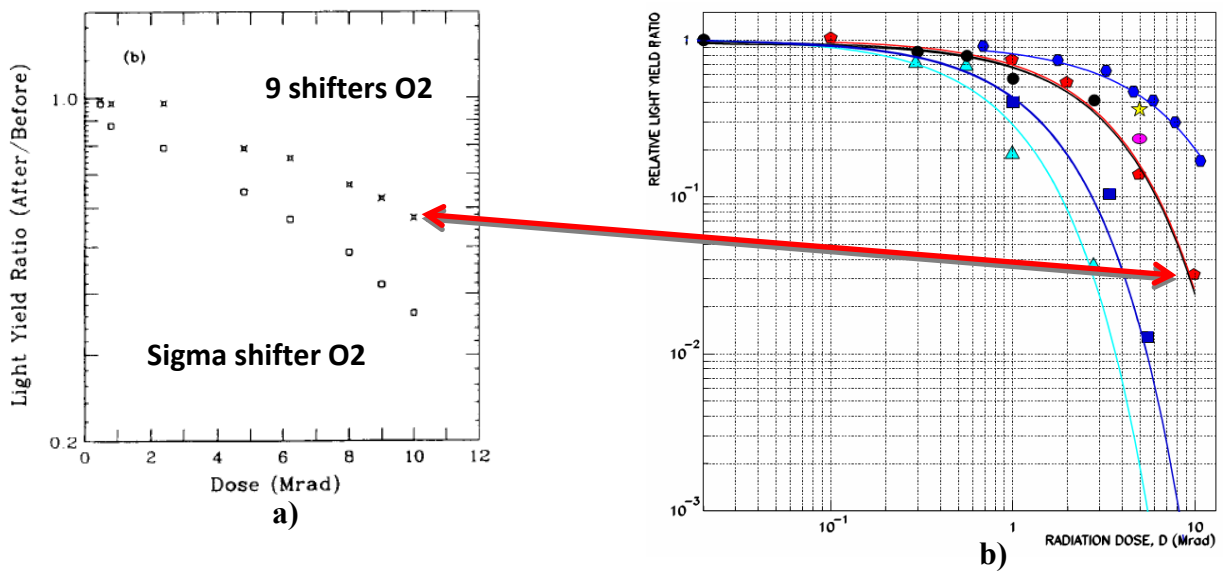 (b)
9 shifters O2
1.0
Light Yield Ratio (After/Before)
Sigma shifter O2
0.2
0 2 4 6 8 10 12
Dose (Mrad)
a)
RELATIVE LIGHT YIELD RATIO
1
10-1
10-2
10-3
10-1 1 10
RADIATION DOSE, D (Mrad)
b)